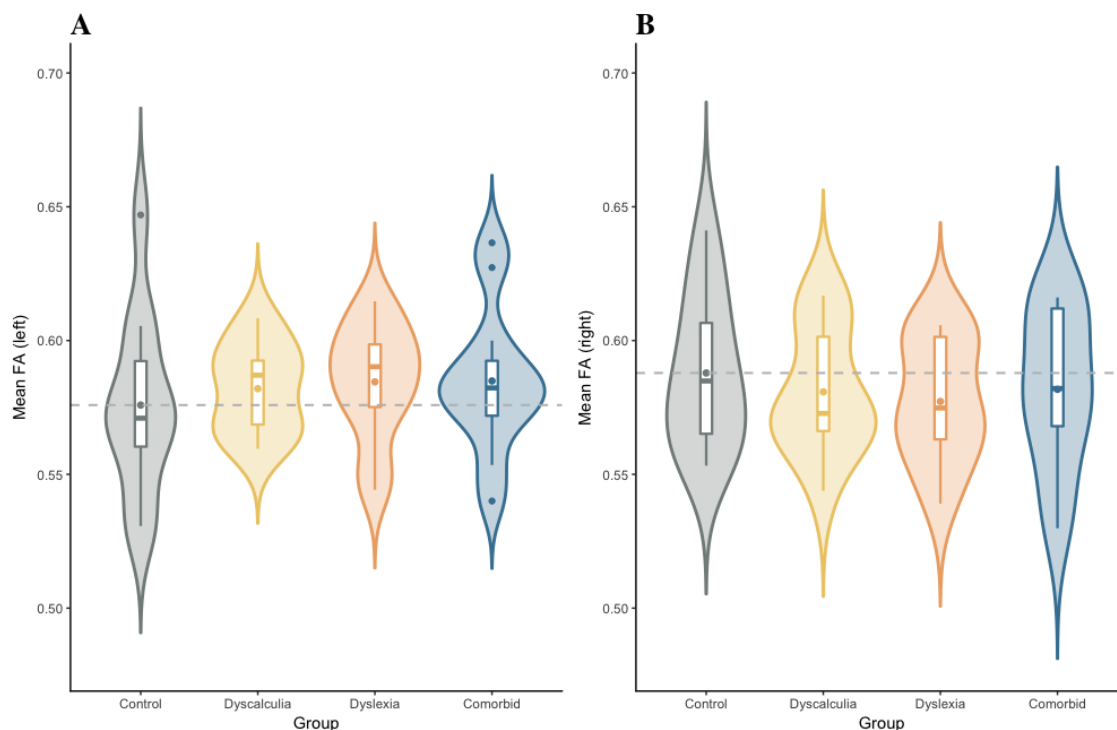 A
Mean FA (left)
0.70
0.65
0.60
0.55
0.50
Control Dyscalculia Dyslexia Comorbid
Group
B
Mean FA (right)
0.70
0.65
0.60
0.55
0.50
Control Dyscalculia Dyslexia Comorbid
Group